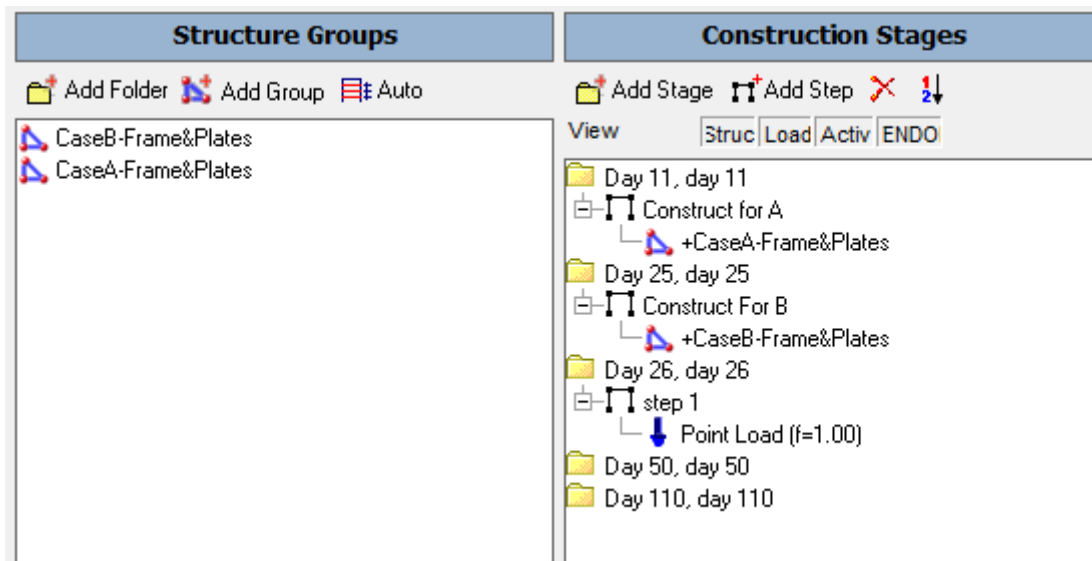 Structure Groups
Add Folder Add Group Auto
CaseB-Frame&Plates
CaseA-Frame&Plates
Construction Stages
Add Stage Add Step
View Struc Load Activ ENDO
Day 11, day 11
Construct for A
+CaseA-Frame&Plates
Day 25, day 25
Construct For B
+CaseB-Frame&Plates
Day 26, day 26
step 1
Point Load (f=1.00)
Day 50, day 50
Day 110, day 110